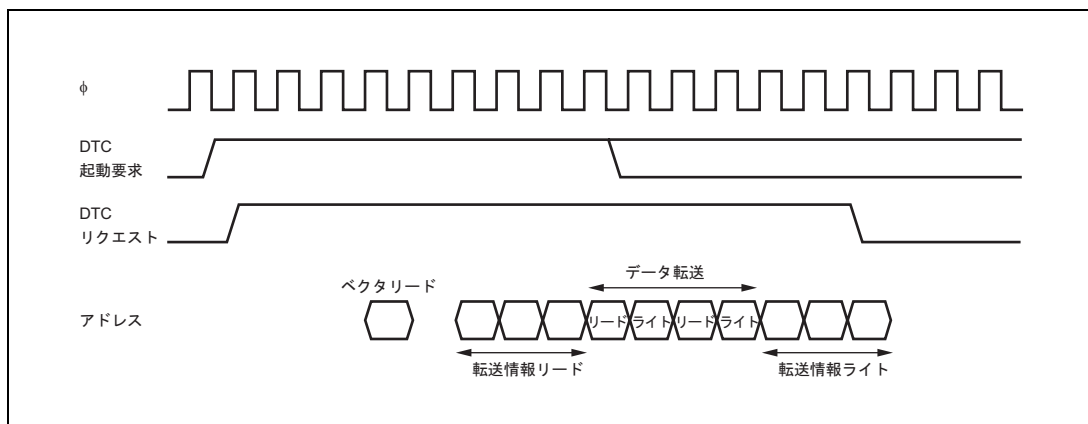 φ
DTC
起動要求
DTC
リクエスト
データ転送
ベクタリード
アドレス
リード ライト リード ライト
転送情報リード
転送情報ライト